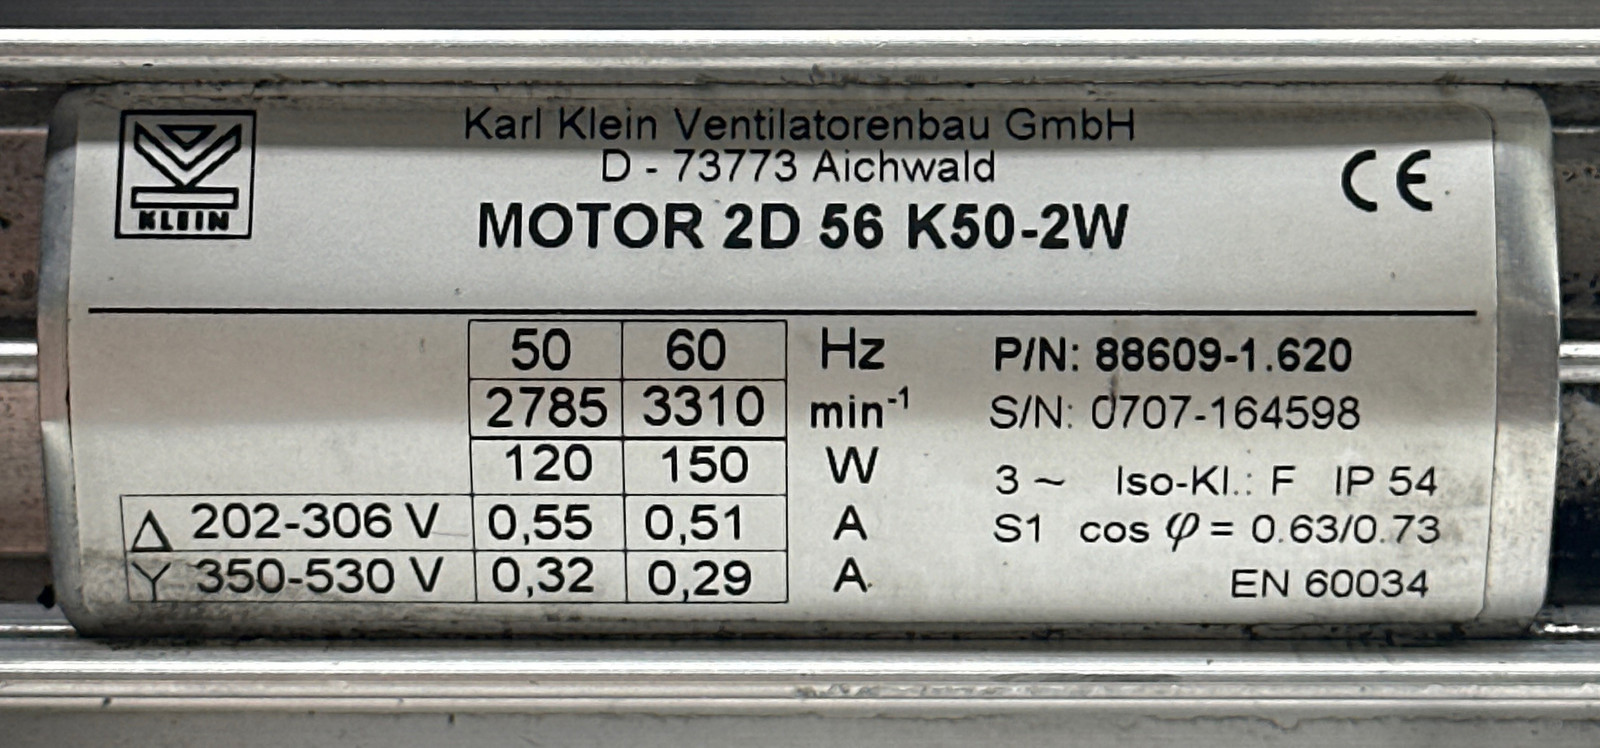 KLEIN
Karl Klein Ventilatorenbau GmbH
D - 73773 Aichwald
CE
MOTOR 2D 56 K50-2W
50 60 Hz
2785 3310 min⁻¹
120 150 W
Δ 202-306 V 0,55 0,51 A
Y 350-530 V 0,32 0,29 A
P/N: 88609-1.620
S/N: 0707-164598
3 ~ Iso-Kl.: F IP 54
S1 cos φ = 0.63/0.73
EN 60034